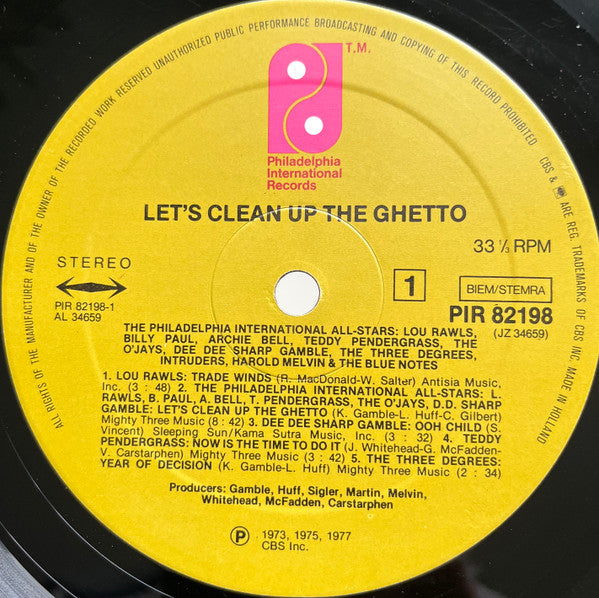 ALL RIGHTS OF THE MANUFACTURER AND OF THE OWNER OF THE RECORDED WORK RESERVED UNAUTHORIZED PUBLIC PERFORMANCE BROADCASTING AND COPYING OF THIS RECORD PROHIBITED CBS & ARE REG. TRADEMARKS OF CBS INC. MADE IN HOLLAND
T.M.
Philadelphia
International
Records
LET'S CLEAN UP THE GHETTO
33 ⅓ RPM
STEREO
1
BIEM/STEMRA
PIR 82198-1
AL 34659
PIR 82198
(JZ 34659)
THE PHILADELPHIA INTERNATIONAL ALL-STARS: LOU RAWLS,
BILLY PAUL, ARCHIE BELL, TEDDY PENDERGRASS, THE
O'JAYS, DEE DEE SHARP GAMBLE, THE THREE DEGREES,
INTRUDERS, HAROLD MELVIN & THE BLUE NOTES
1. LOU RAWLS: TRADE WINDS (R. MacDonald-W. Salter) Antisia Music,
Inc. (3 : 48) 2. THE PHILADELPHIA INTERNATIONAL ALL-STARS: L.
RAWLS, B. PAUL, A. BELL, T. PENDERGRASS, THE O'JAYS, D.D. SHARP
GAMBLE: LET'S CLEAN UP THE GHETTO (K. Gamble-L. Huff-C. Gilbert)
Mighty Three Music (8 : 42) 3. DEE DEE SHARP GAMBLE: OOH CHILD (S.
Vincent) Sleeping Sun/Kama Sutra Music, Inc. (3 : 32) 4. TEDDY
PENDERGRASS: NOW IS THE TIME TO DO IT (J. Whitehead-G. McFadden-
V. Carstarphen) Mighty Three Music (3 : 42) 5. THE THREE DEGREES:
YEAR OF DECISION (K. Gamble-L. Huff) Mighty Three Music (2 : 34)
Producers: Gamble, Huff, Sigler, Martin, Melvin,
Whitehead, McFadden, Carstarphen
Ⓟ 1973, 1975, 1977
CBS Inc.